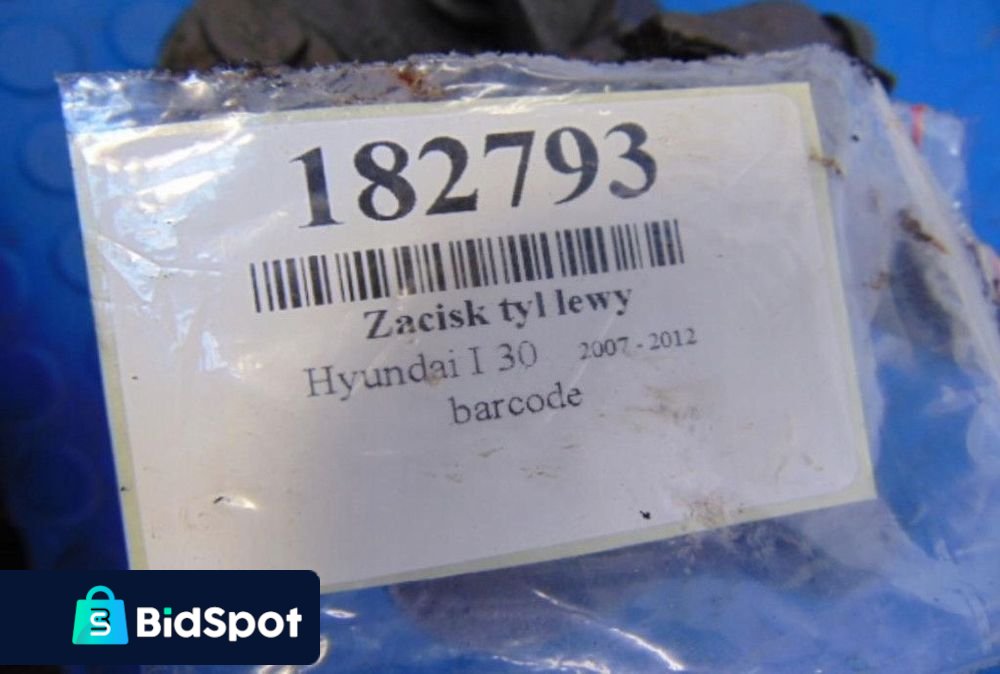 182793
Zacisk tyl lewy
Hyundai I 30 2007 - 2012
barcode
BidSpot